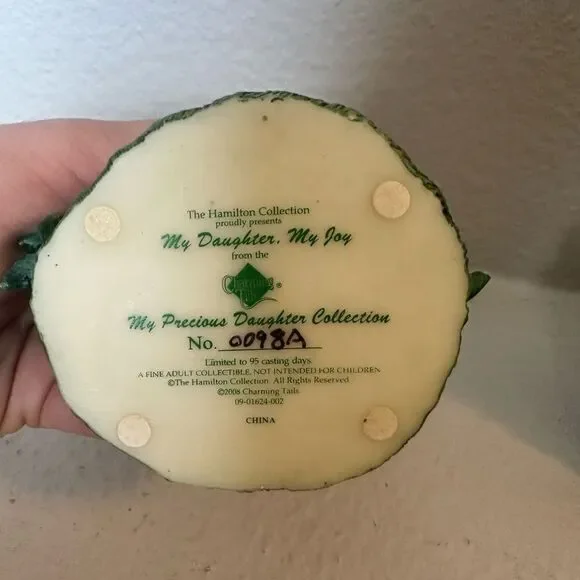 The Hamilton Collection
proudly presents
My Daughter, My Joy
from the
Charming
Tails ®
My Precious Daughter Collection
No. 0098A
Limited to 95 casting days.
A FINE ADULT COLLECTIBLE, NOT INTENDED FOR CHILDREN
©The Hamilton Collection. All Rights Reserved.
©2008 Charming Tails
09-01624-002
CHINA